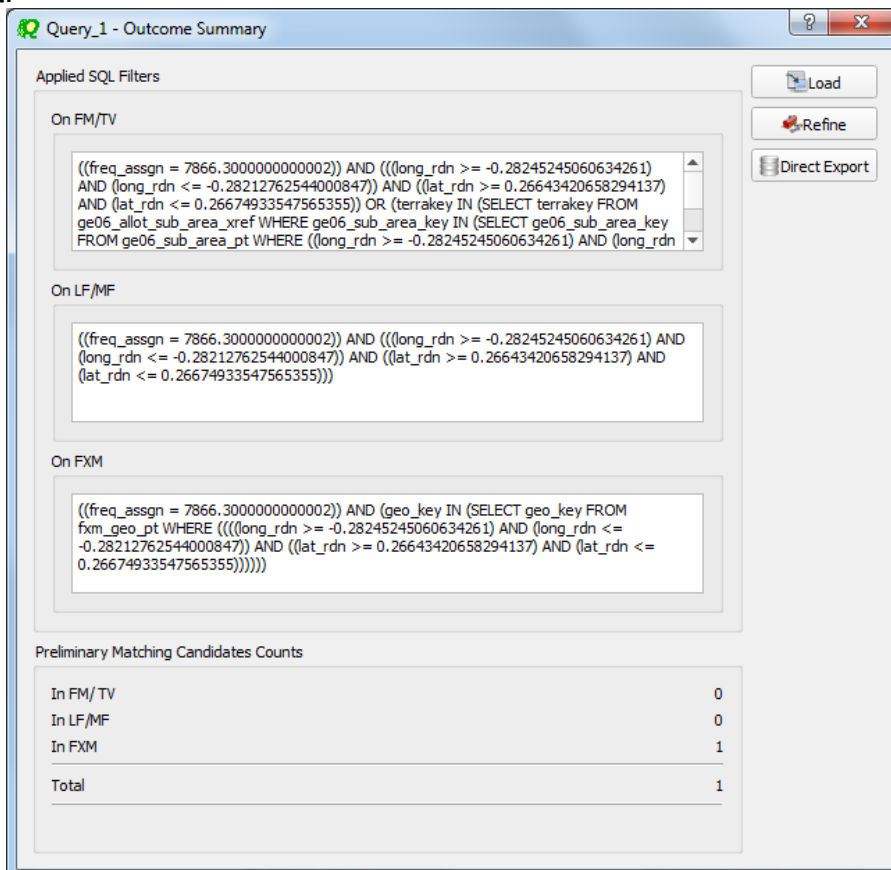 Query_1 - Outcome Summary
Applied SQL Filters
Load
On FM/TV
Refine
((freq_assgn = 7866.3000000000002)) AND (((long_rdn >= -0.28245245060634261)
AND (long_rdn <= -0.28212762544000847)) AND ((lat_rdn >= 0.26643420658294137)
Direct Export
AND (lat_rdn <= 0.26674933547565355)) OR (terrakey IN (SELECT terrakey FROM
ge06_allot_sub_area_xref WHERE ge06_sub_area_key IN (SELECT ge06_sub_area_key
FROM ge06_sub_area_pt WHERE ((long_rdn >= -0.28245245060634261) AND (long_rdn
On LF/MF
((freq_assgn = 7866.3000000000002)) AND (((long_rdn >= -0.28245245060634261) AND
(long_rdn <= -0.28212762544000847)) AND ((lat_rdn >= 0.26643420658294137) AND
(lat_rdn <= 0.26674933547565355)))
On FXM
((freq_assgn = 7866.3000000000002)) AND (geo_key IN (SELECT geo_key FROM
fxm_geo_pt WHERE ((((long_rdn >= -0.28245245060634261) AND (long_rdn <=
-0.28212762544000847)) AND ((lat_rdn >= 0.26643420658294137) AND (lat_rdn <=
0.26674933547565355))))))
Preliminary Matching Candidates Counts
In FM/TV 0
In LF/MF 0
In FXM 1
Total 1